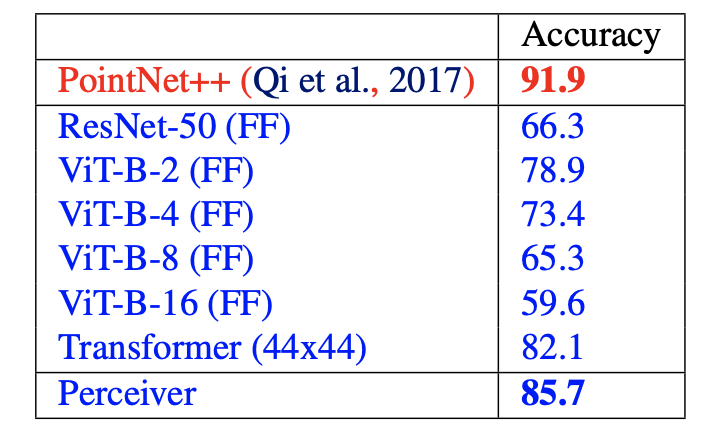 Accuracy
PointNet++ (Qi et al., 2017) 91.9
ResNet-50 (FF) 66.3
ViT-B-2 (FF) 78.9
ViT-B-4 (FF) 73.4
ViT-B-8 (FF) 65.3
ViT-B-16 (FF) 59.6
Transformer (44x44) 82.1
Perceiver 85.7